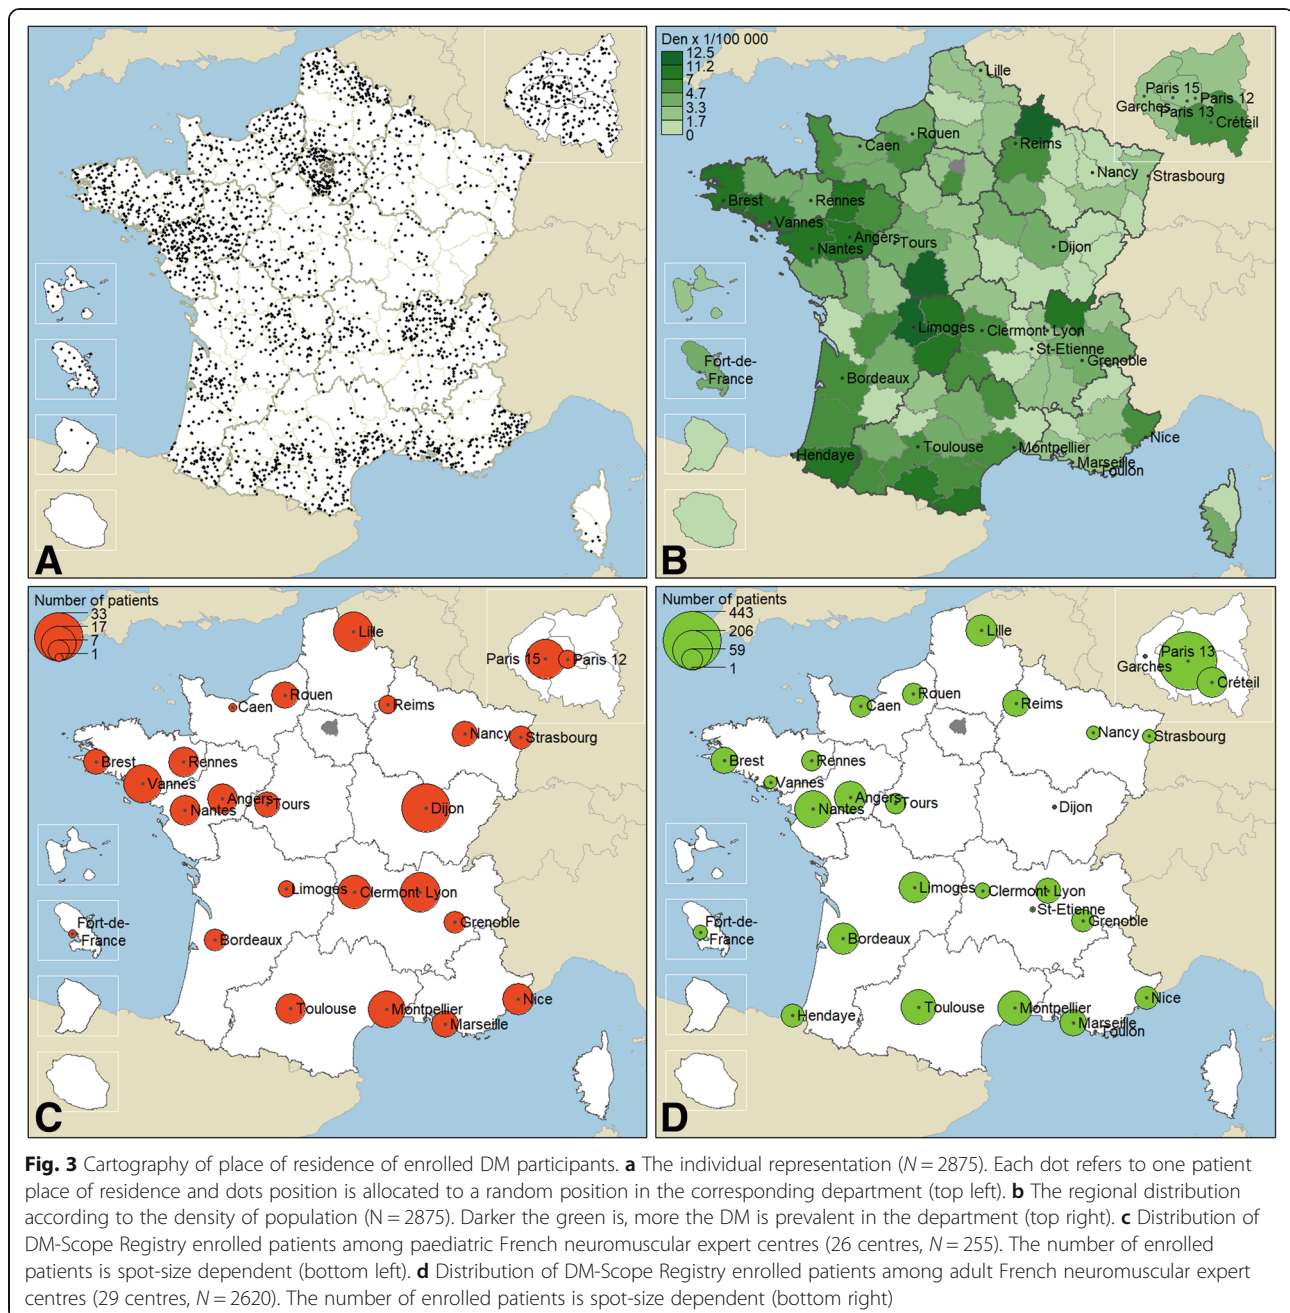 A
Den x 1/100 000
12.5
11.2
7
4.7
3.3
1.7
0
Paris 15
Paris 12
Garches
Paris 13
Créteil
Lille
Rouen
Caen
Reims
Nancy
Strasbourg
Brest
Rennes
Vannes
Angers
Tours
Nantes
Dijon
Limoges
Clermont
Lyon
St-Etienne
Grenoble
Fort-de-
France
Bordeaux
Hendaye
Toulouse
Montpellier
Nice
Marseille
Toulon
B
Number of patients
33
17
7
1
Lille
Paris 15
Paris 12
Rouen
Caen
Reims
Nancy
Strasbourg
Brest
Rennes
Vannes
Angers
Tours
Nantes
Dijon
Limoges
Clermont
Lyon
Grenoble
Fort-de-
France
Bordeaux
Toulouse
Montpellier
Nice
Marseille
C
Number of patients
443
206
59
1
Lille
Paris 13
Garches
Créteil
Rouen
Caen
Reims
Nancy
Strasbourg
Brest
Rennes
Vannes
Angers
Tours
Nantes
Dijon
Limoges
Clermont
Lyon
St-Etienne
Grenoble
Fort-de-
France
Bordeaux
Hendaye
Toulouse
Montpellier
Nice
Marseille
Toulon
D
Fig. 3 Cartography of place of residence of enrolled DM participants. a The individual representation (N = 2875). Each dot refers to one patient
place of residence and dots position is allocated to a random position in the corresponding department (top left). b The regional distribution
according to the density of population (N = 2875). Darker the green is, more the DM is prevalent in the department (top right). c Distribution of
DM-Scope Registry enrolled patients among paediatric French neuromuscular expert centres (26 centres, N = 255). The number of enrolled
patients is spot-size dependent (bottom left). d Distribution of DM-Scope Registry enrolled patients among adult French neuromuscular expert
centres (29 centres, N = 2620). The number of enrolled patients is spot-size dependent (bottom right)